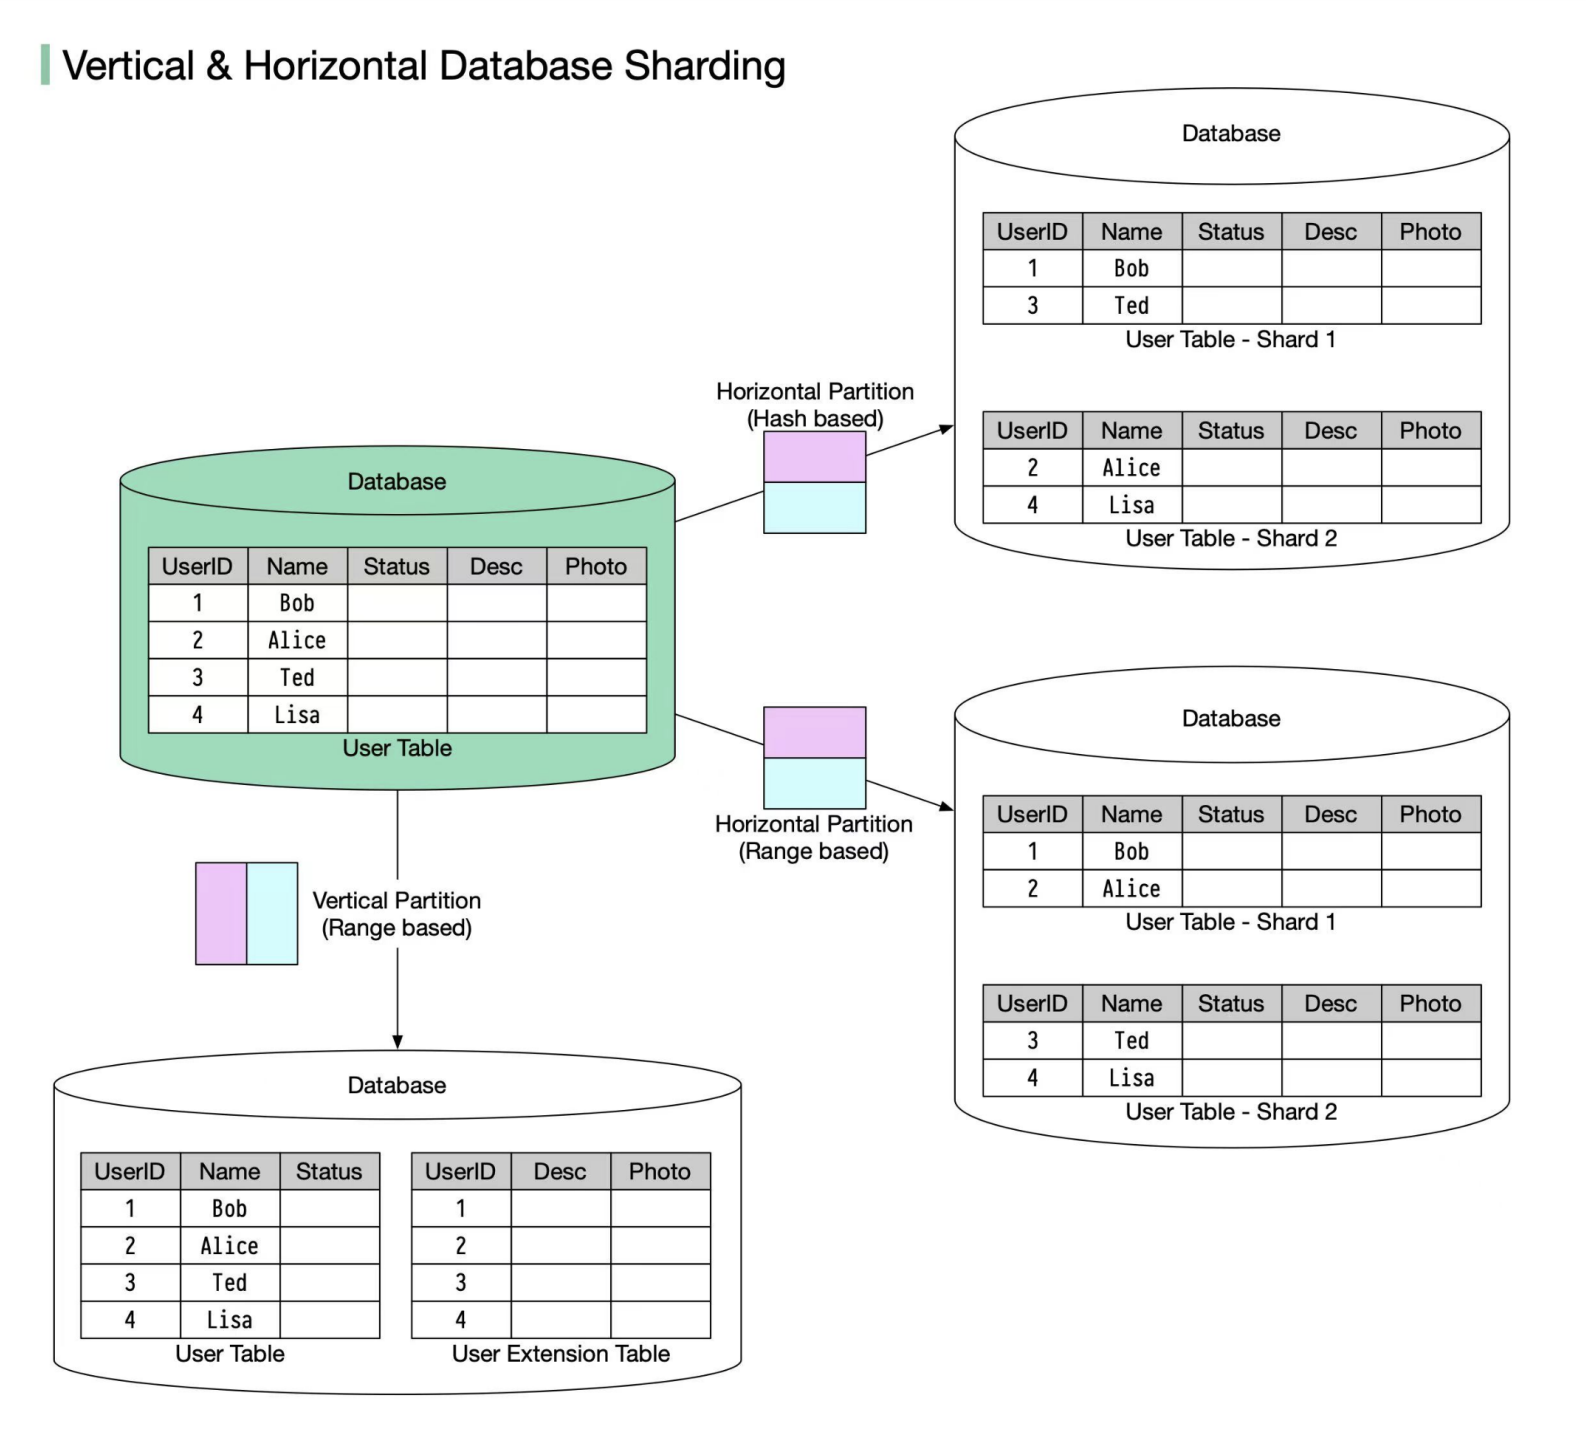 Vertical & Horizontal Database Sharding
Database
UserID Name Status Desc Photo
1 Bob
3 Ted
User Table - Shard 1
UserID Name Status Desc Photo
2 Alice
4 Lisa
User Table - Shard 2
Horizontal Partition
(Hash based)
Database
UserID Name Status Desc Photo
1 Bob
2 Alice
3 Ted
4 Lisa
User Table
Horizontal Partition
(Range based)
Database
UserID Name Status Desc Photo
1 Bob
2 Alice
User Table - Shard 1
UserID Name Status Desc Photo
3 Ted
4 Lisa
User Table - Shard 2
Vertical Partition
(Range based)
Database
UserID Name Status
1 Bob
2 Alice
3 Ted
4 Lisa
User Table
UserID Desc Photo
1
2
3
4
User Extension Table